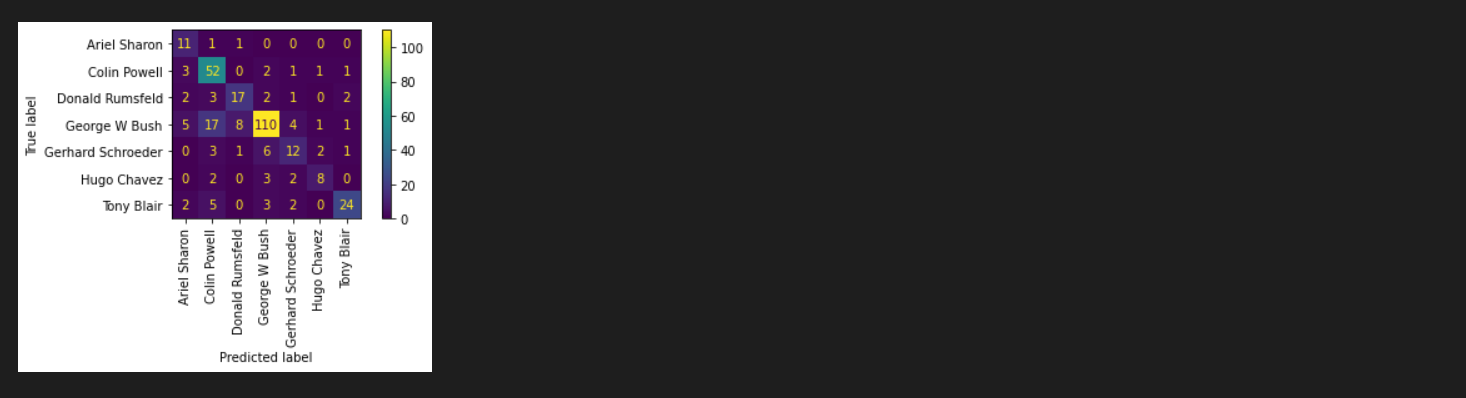 Ariel Sharon 11 1 1 0 0 0 0
Colin Powell 3 52 0 2 1 1 1
Donald Rumsfeld 2 3 17 2 1 0 2
George W Bush 5 17 8 110 4 1 1
Gerhard Schroeder 0 3 1 6 12 2 1
Hugo Chavez 0 2 0 3 2 8 0
Tony Blair 2 5 0 3 2 0 24
True label
Ariel Sharon
Colin Powell
Donald Rumsfeld
George W Bush
Gerhard Schroeder
Hugo Chavez
Tony Blair
Predicted label
100
80
60
40
20
0